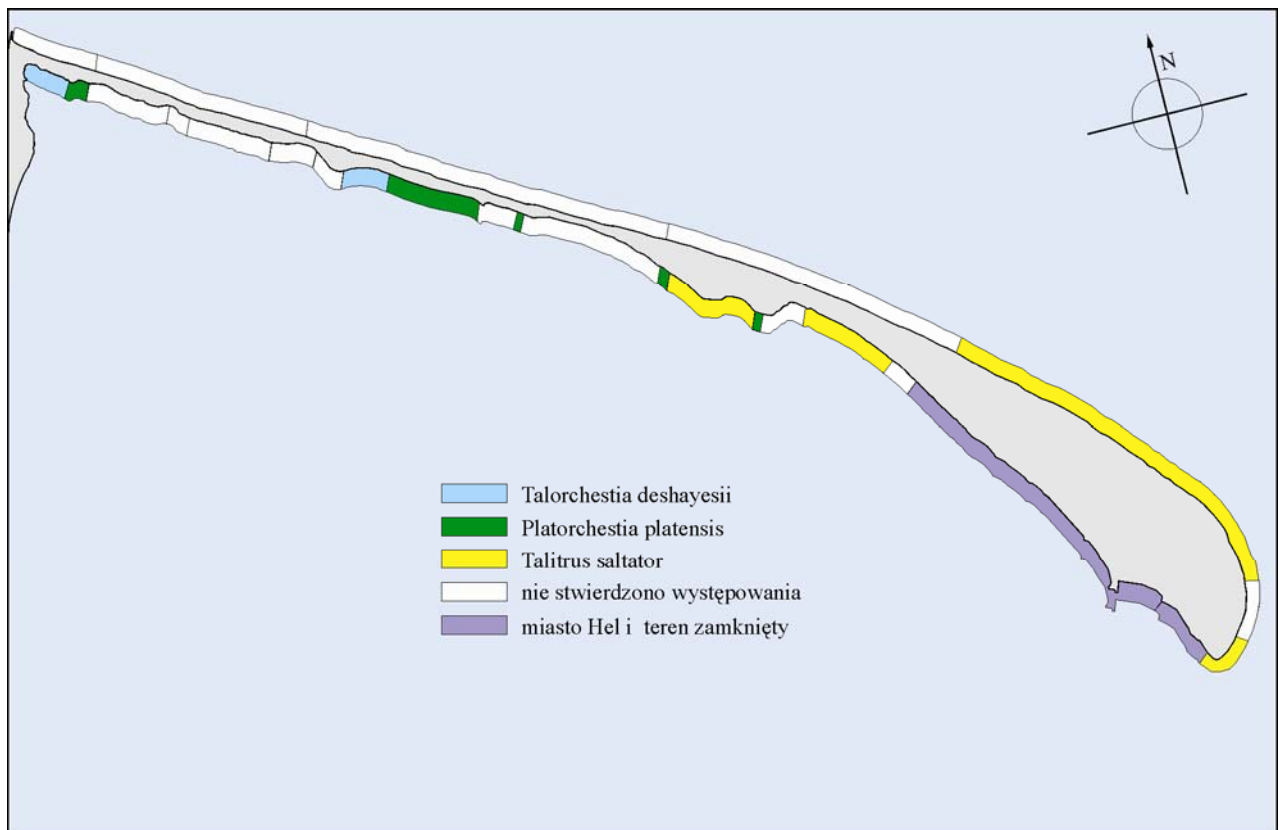 N
Talorchestia deshayesii
Platorchestia platensis
Talitrus saltator
nie stwierdzono występowania
miasto Hel i teren zamknięty